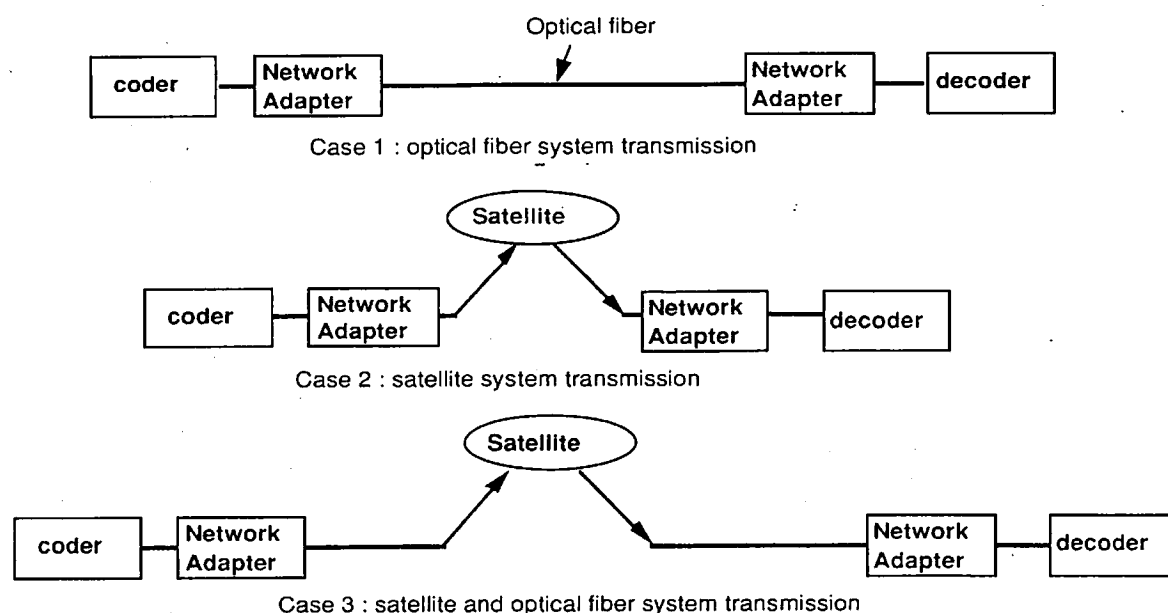 Optical fiber
coder
Network
Adapter
Network
Adapter
decoder
Case 1 : optical fiber system transmission
Satellite
coder
Network
Adapter
Network
Adapter
decoder
Case 2 : satellite system transmission
Satellite
coder
Network
Adapter
Network
Adapter
decoder
Case 3 : satellite and optical fiber system transmission